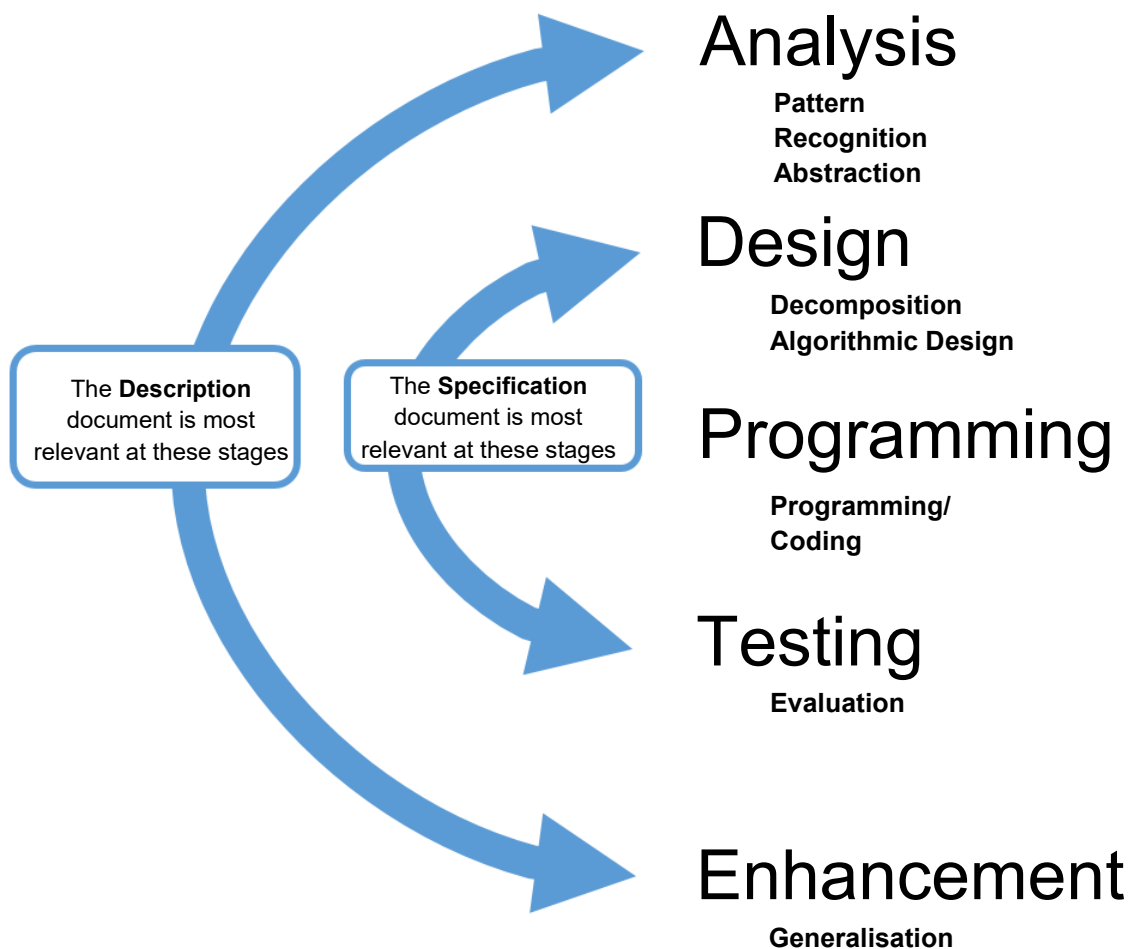 Analysis
Pattern
Recognition
Abstraction
Design
Decomposition
Algorithmic Design
The Description
document is most
relevant at these stages
The Specification
document is most
relevant at these stages
Programming
Programming/
Coding
Testing
Evaluation
Enhancement
Generalisation